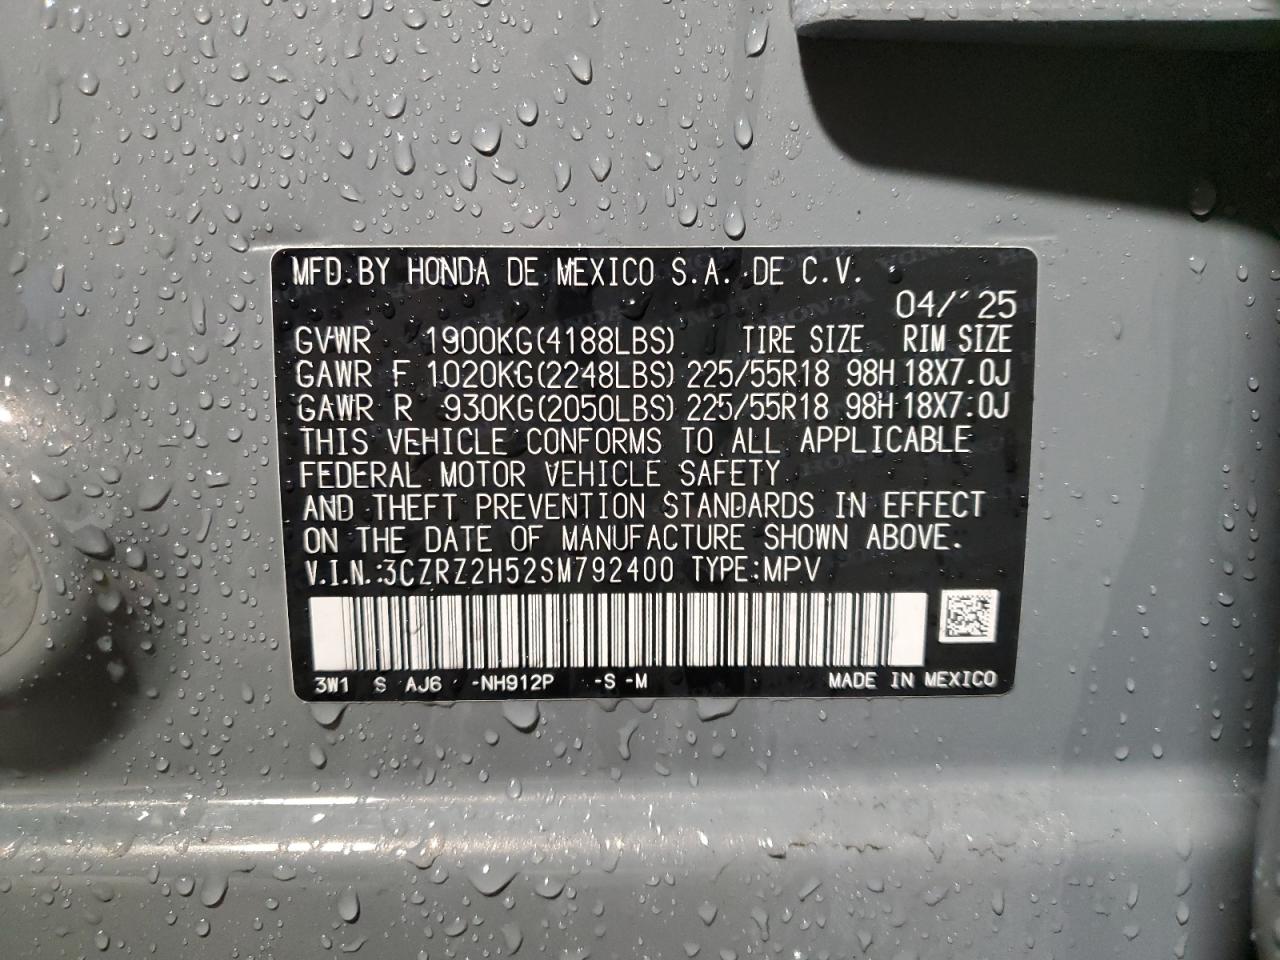 MFD.BY HONDA DE MEXICO S.A. DE C.V.
04/'25
GVWR 1900KG(4188LBS) TIRE SIZE RIM SIZE
GAWR F 1020KG(2248LBS) 225/55R18 98H 18X7.0J
GAWR R 930KG(2050LBS) 225/55R18 98H 18X7.0J
THIS VEHICLE CONFORMS TO ALL APPLICABLE
FEDERAL MOTOR VEHICLE SAFETY
AND THEFT PREVENTION STANDARDS IN EFFECT
ON THE DATE OF MANUFACTURE SHOWN ABOVE.
V.I.N.:3CZRZ2H52SM792400 TYPE:MPV
3W1 S AJ6 -NH912P -S -M MADE IN MEXICO